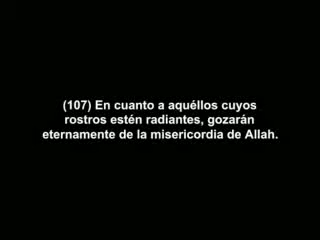 (107) En cuanto a aquéllos cuyos
rostros estén radiantes, gozarán
eternamente de la misericordia de Allah.